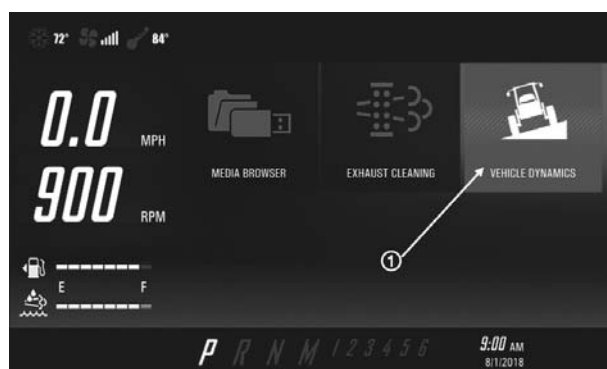 72° 84°
0.0 MPH
900 RPM
MEDIA BROWSER
EXHAUST CLEANING
VEHICLE DYNAMICS
1
E F
P R N M 1 2 3 4 5 6
9:00 AM
8/1/2018